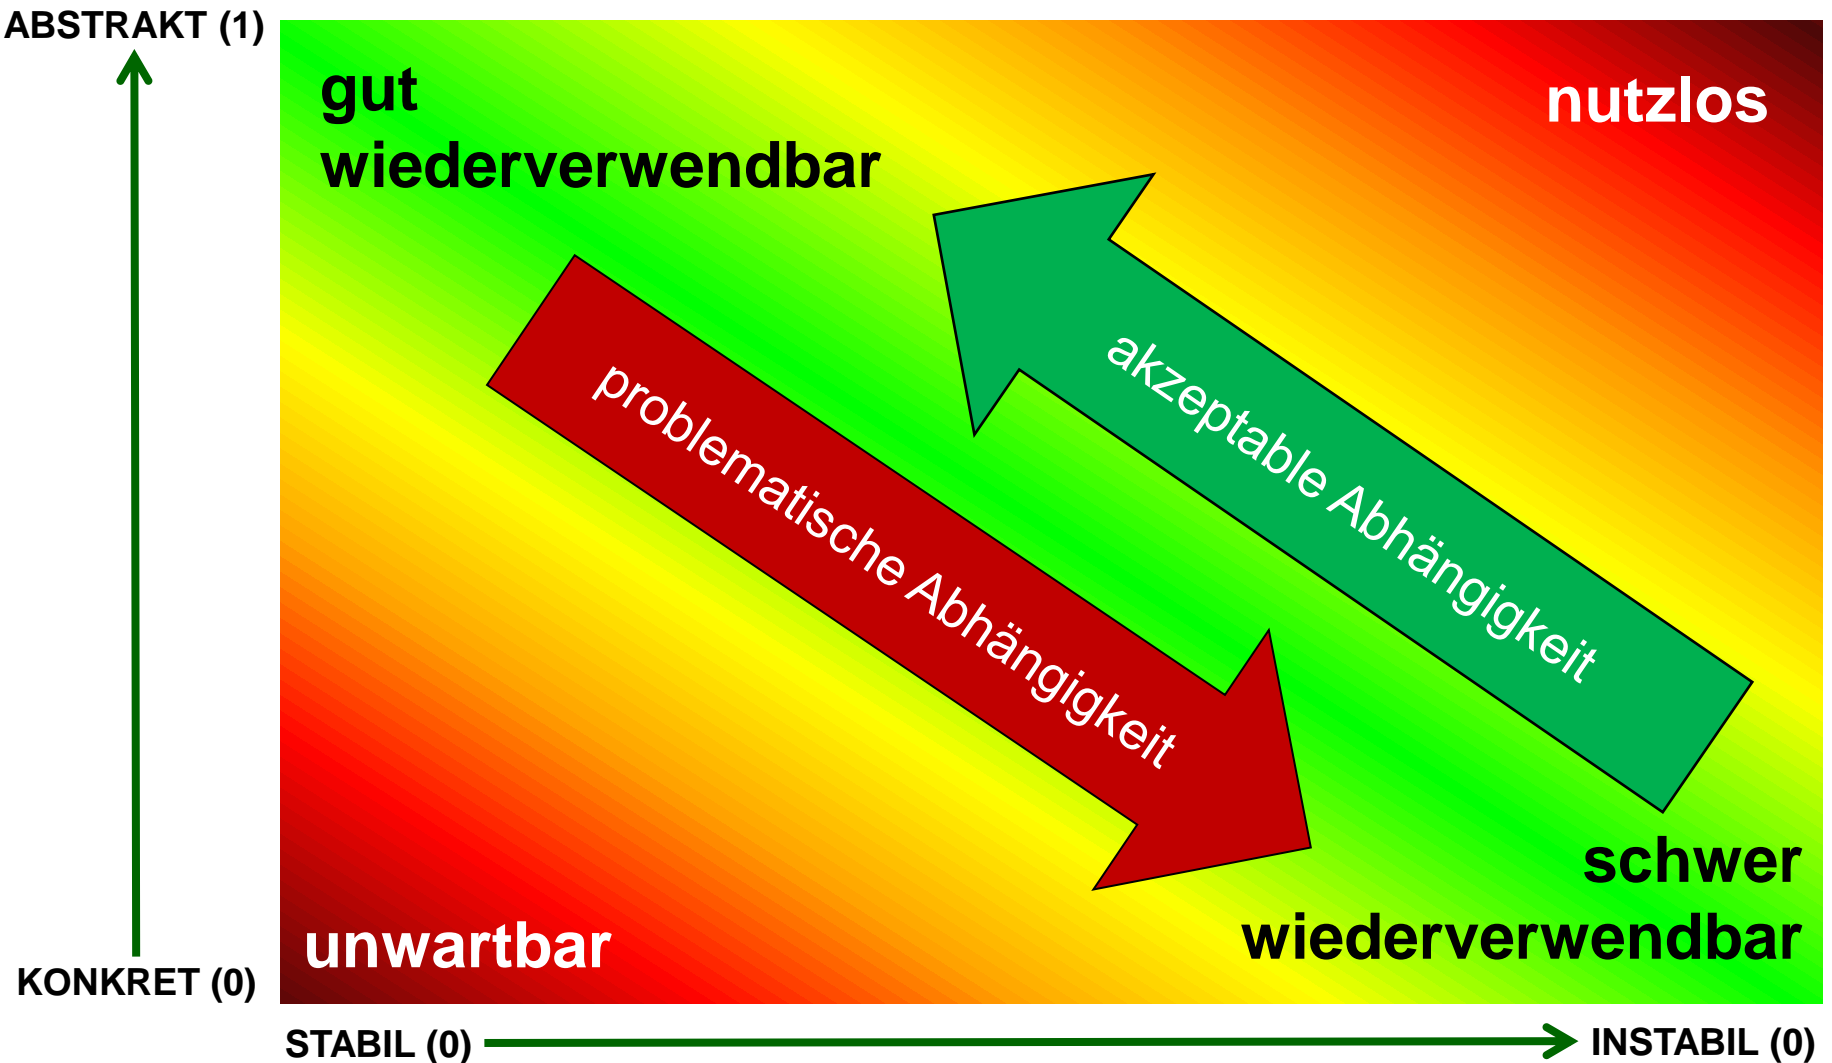 ABSTRAKT (1)
gut
wiederverwendbar
nutzlos
akzeptable Abhängigkeit
problematische Abhängigkeit
schwer
wiederverwendbar
unwartbar
KONKRET (0)
STABIL (0)
INSTABIL (0)